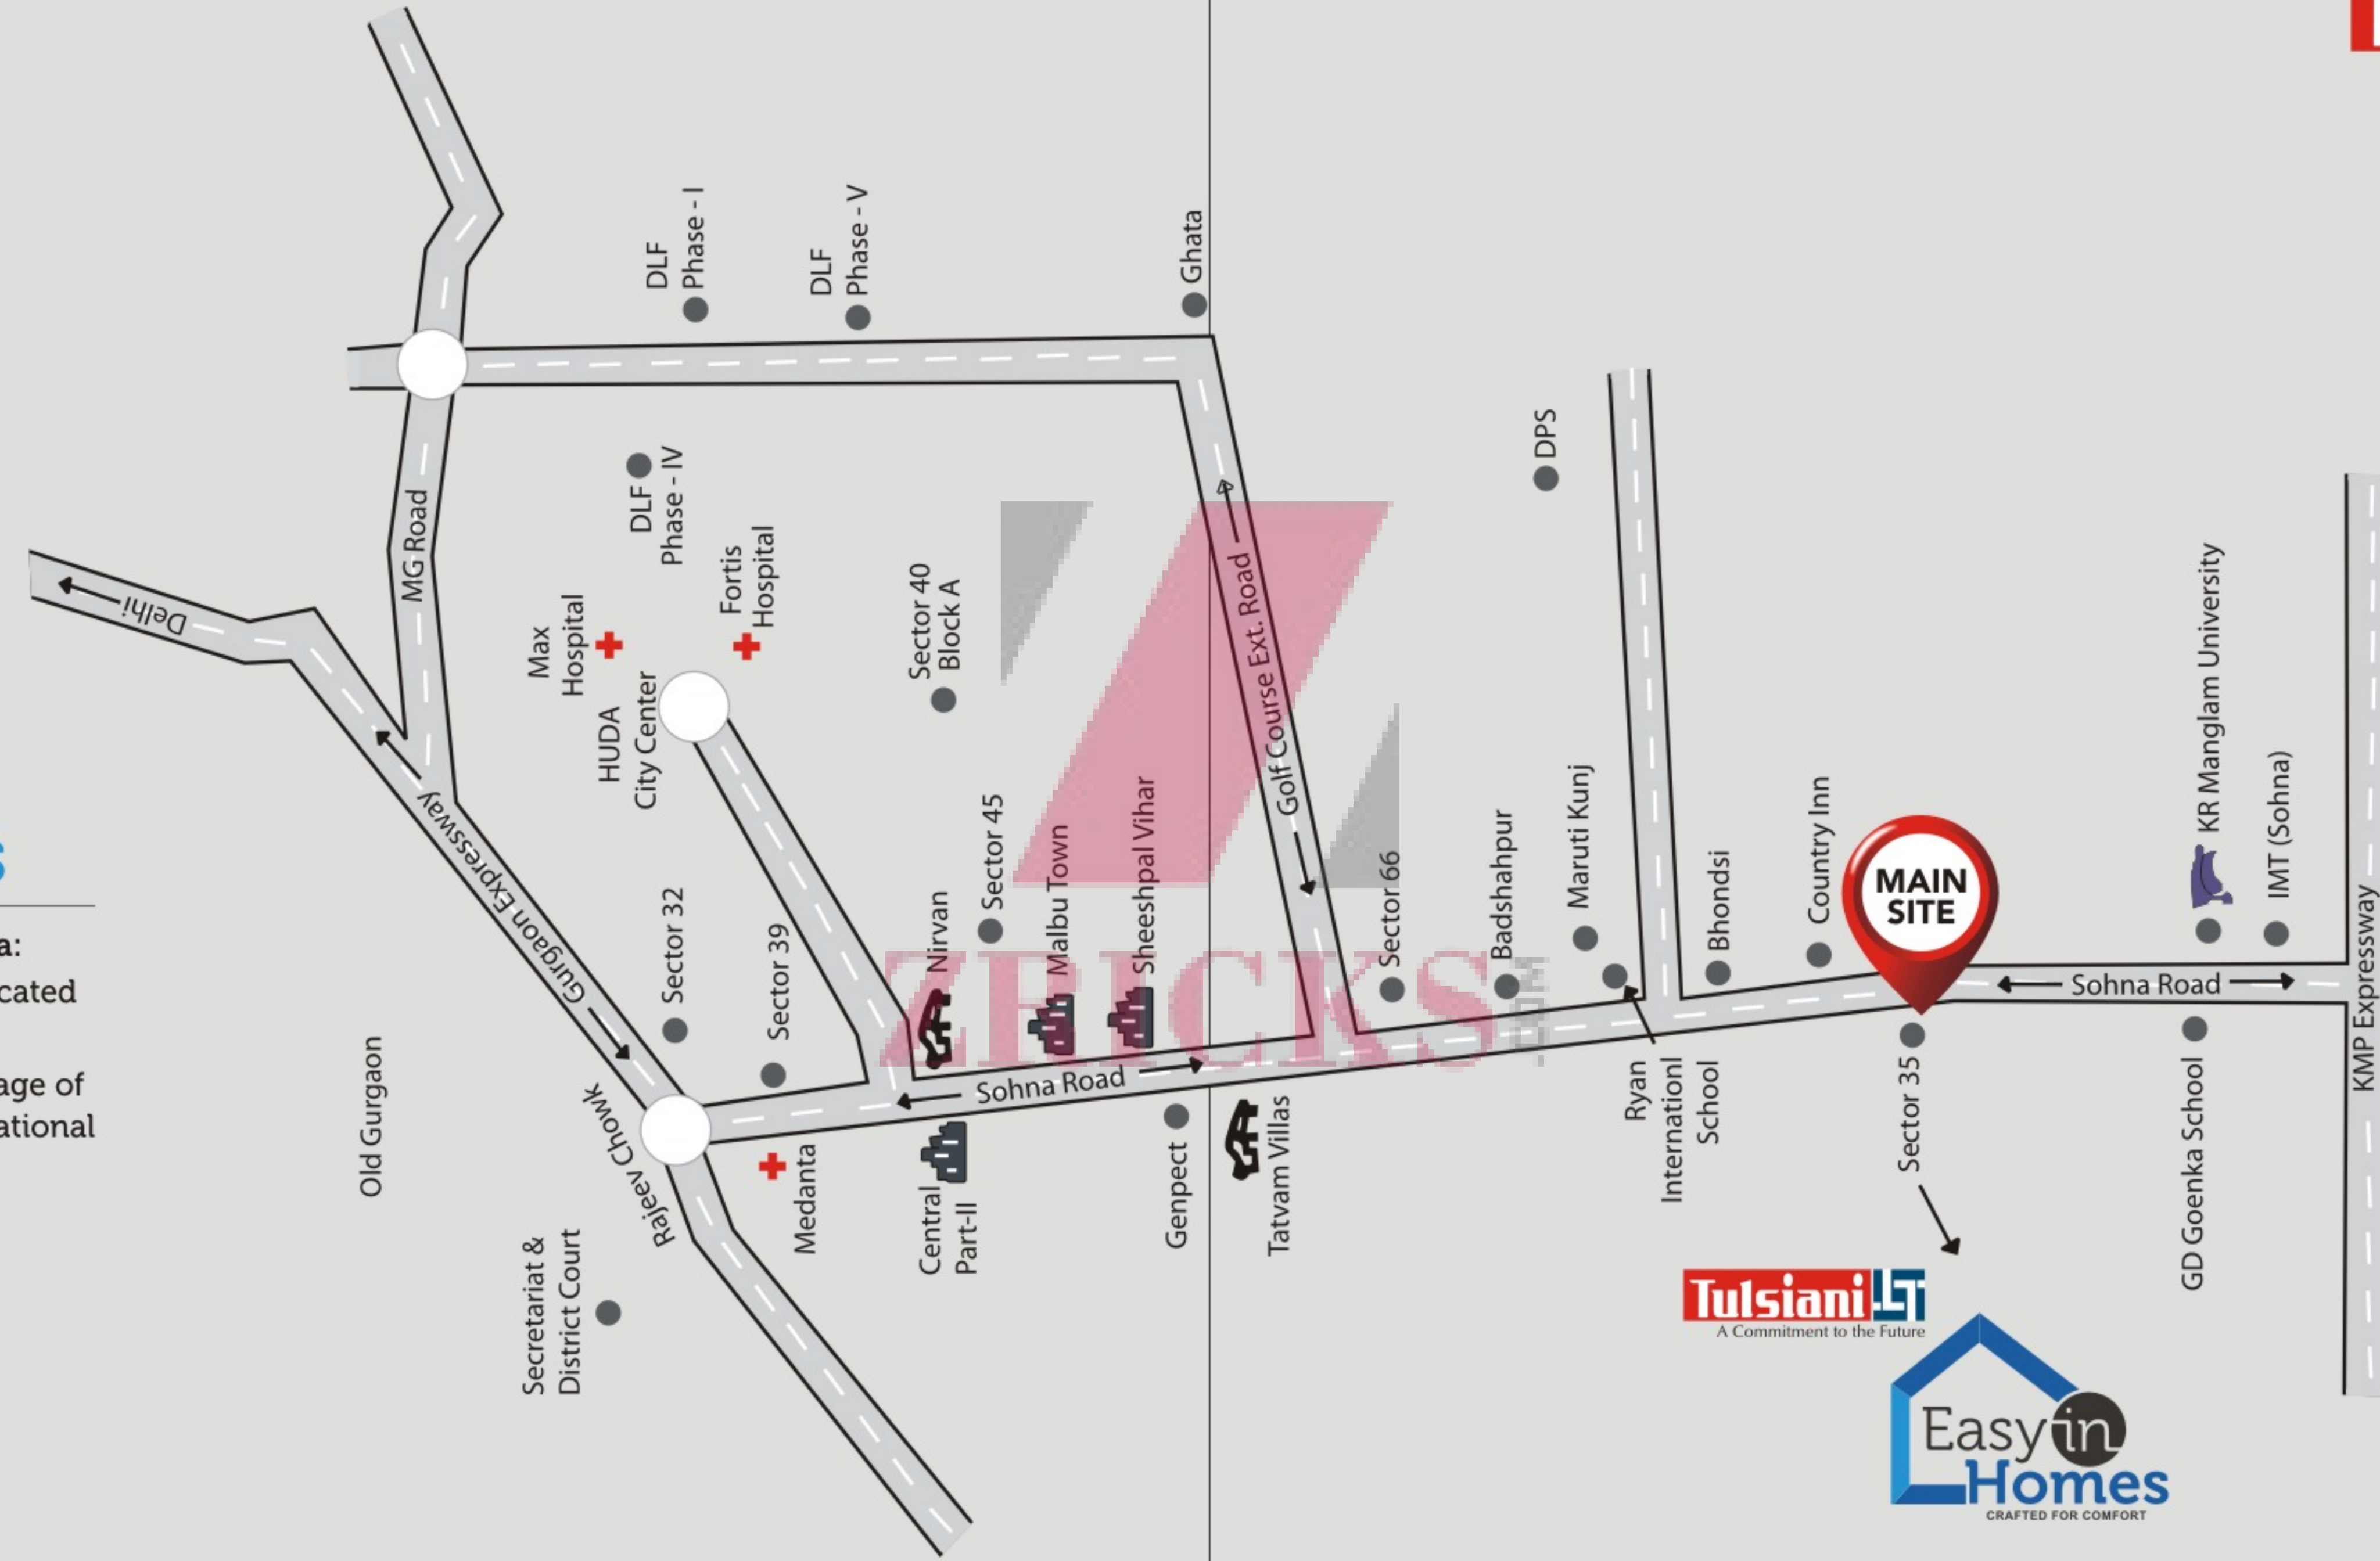 a:
cated
age of
ational
Delhi
MG Road
Gurgaon Expressway
Old Gurgaon
Rajeev Chowk
Secretariat &
District Court
DLF
Phase - I
DLF
Phase - V
Ghata
DLF
Phase - IV
Max
Hospital
HUDA
City Center
Fortis
Hospital
Sector 40
Block A
Sector 32
Sector 39
Nirvan
Sector 45
Malbu Town
Sheeshpal Vihar
Golf Course Ext. Road
Sohna Road
Medanta
Central
Part-II
Genpect
Tatvam Villas
ZRICKS
.COM
DPS
Sector 66
Badshahpur
Maruti Kunj
Ryan
Internationl
School
Bhondsi
Country Inn
MAIN
SITE
Sector 35
Sohna Road
KR Manglam University
IMT (Sohna)
GD Goenka School
KMP Expressway
Tulsiani
A Commitment to the Future
Easy in
Homes
CRAFTED FOR COMFORT